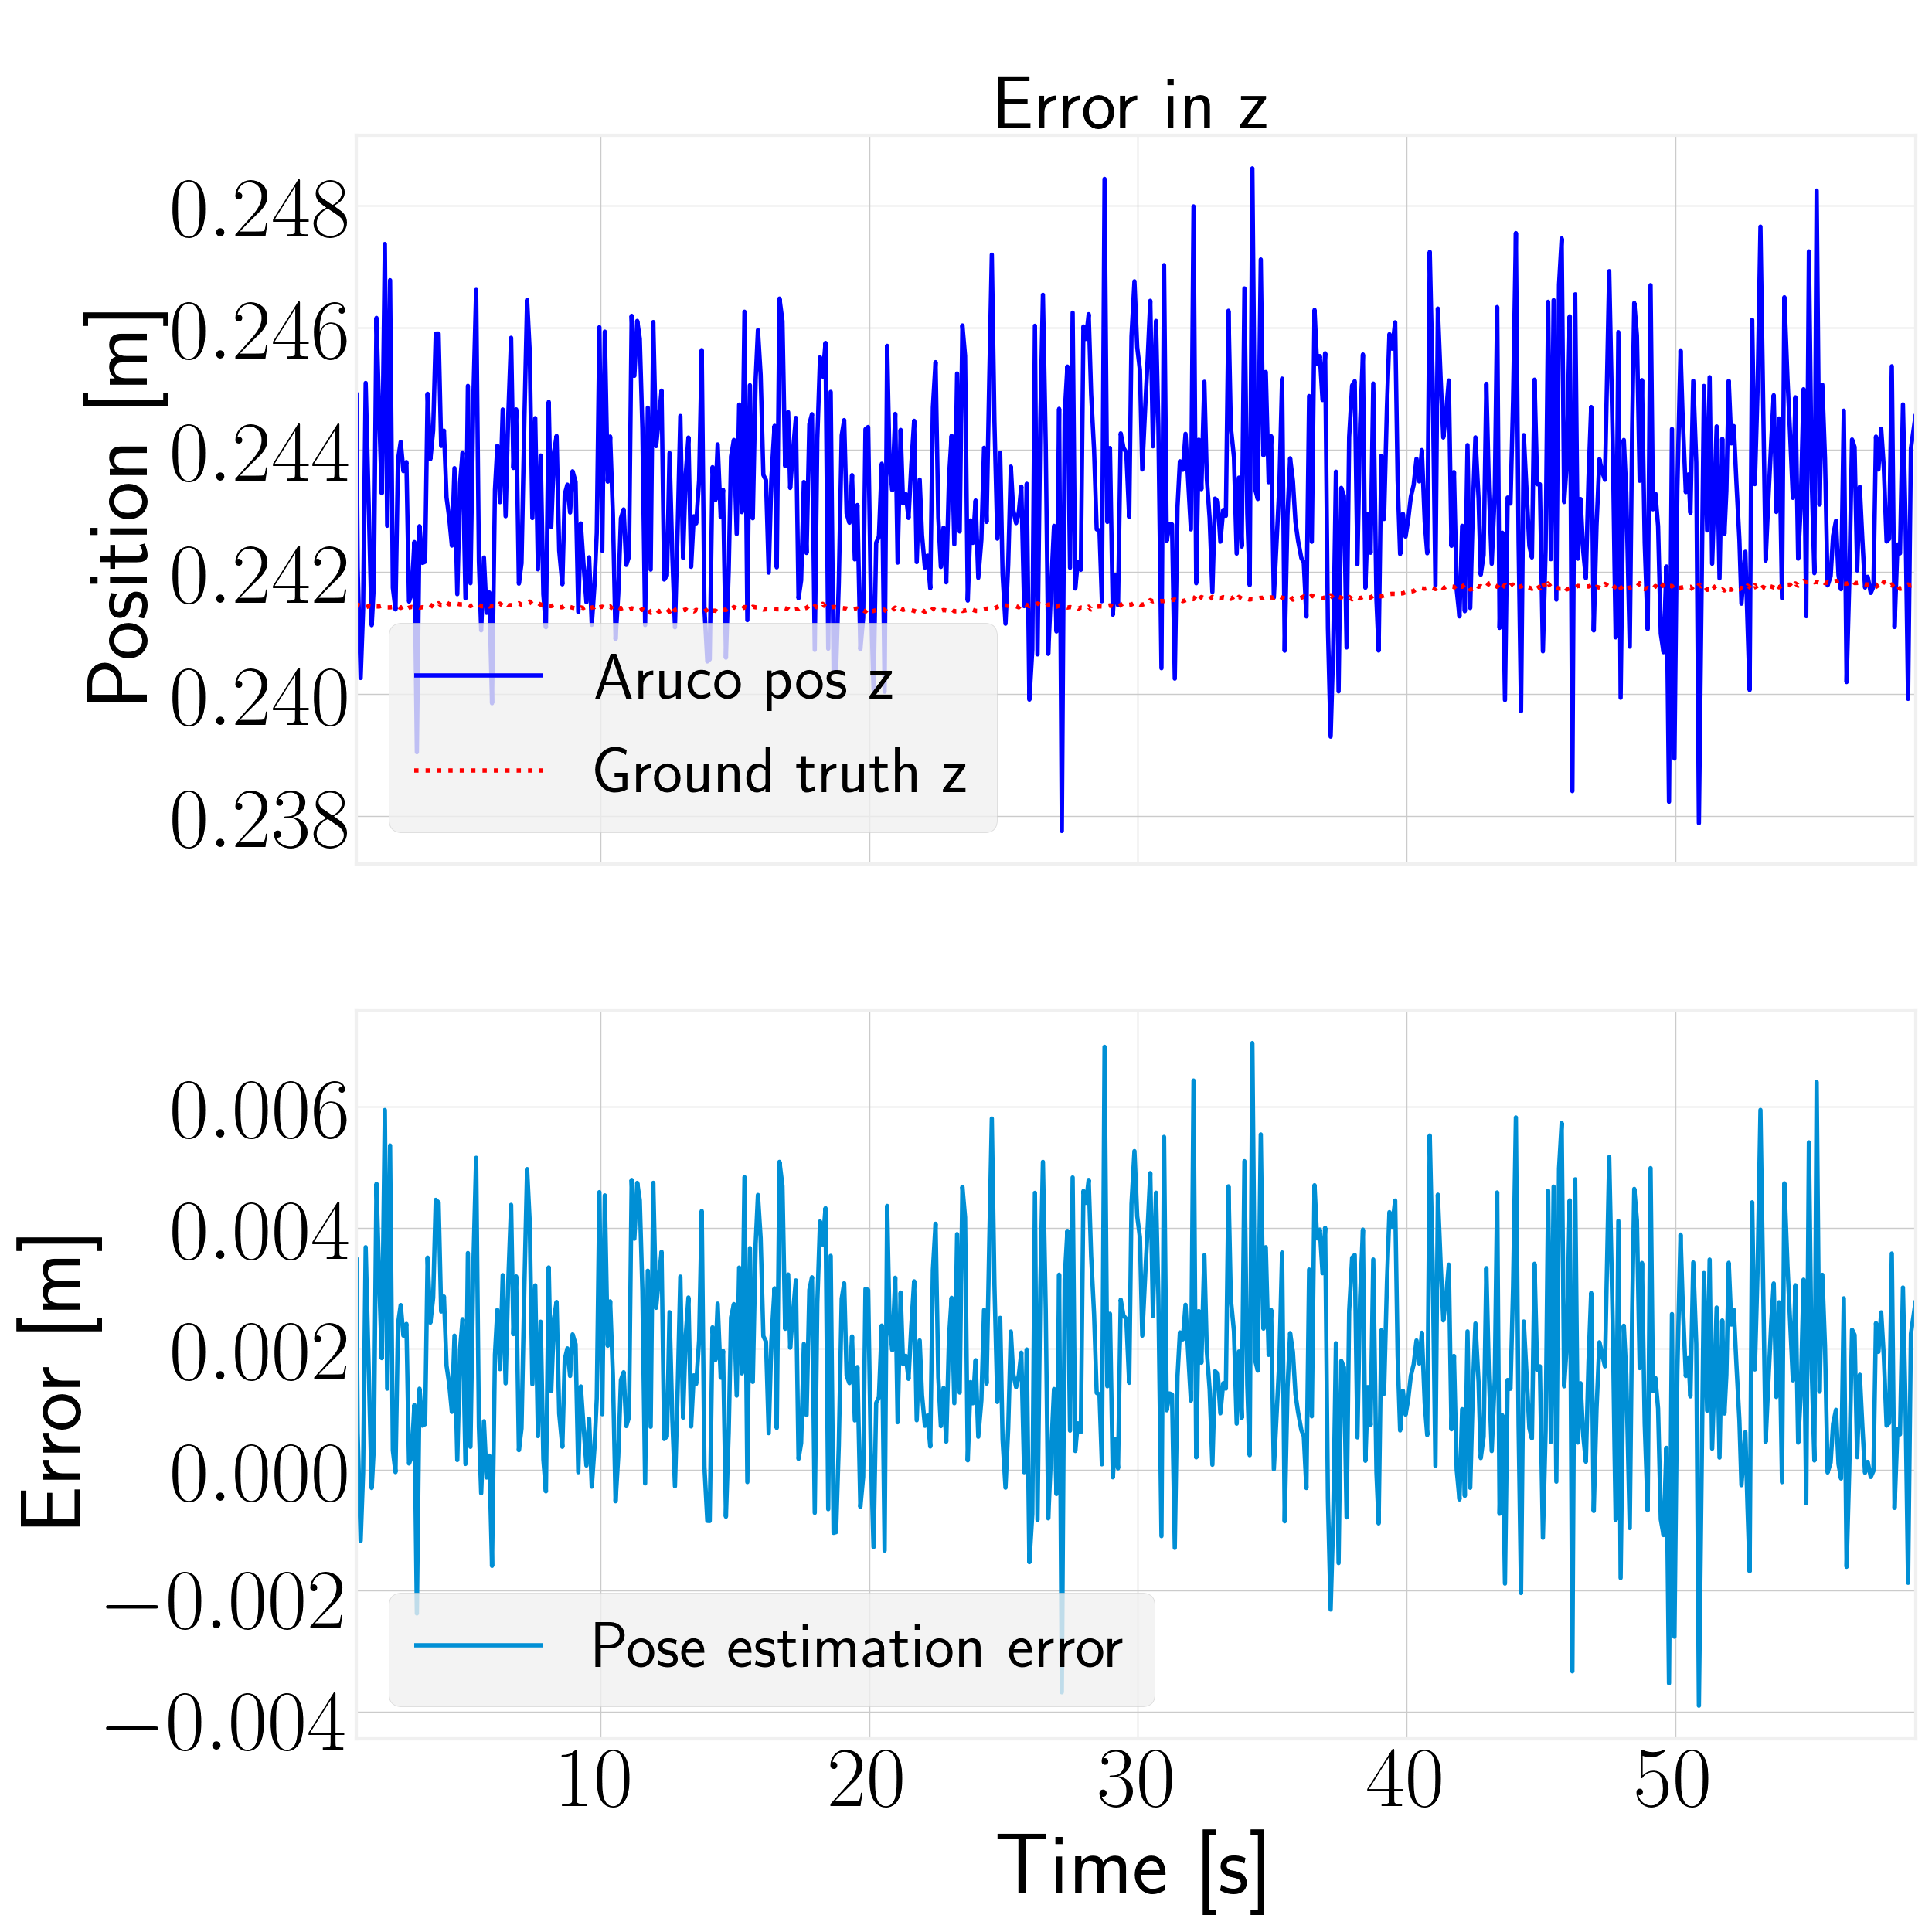 Error in z
Position [m]
0.248
0.246
0.244
0.242
0.240
0.238
Aruco pos z
Ground truth z
Error [m]
0.006
0.004
0.002
0.000
−0.002
−0.004
Pose estimation error
10 20 30 40 50
Time [s]